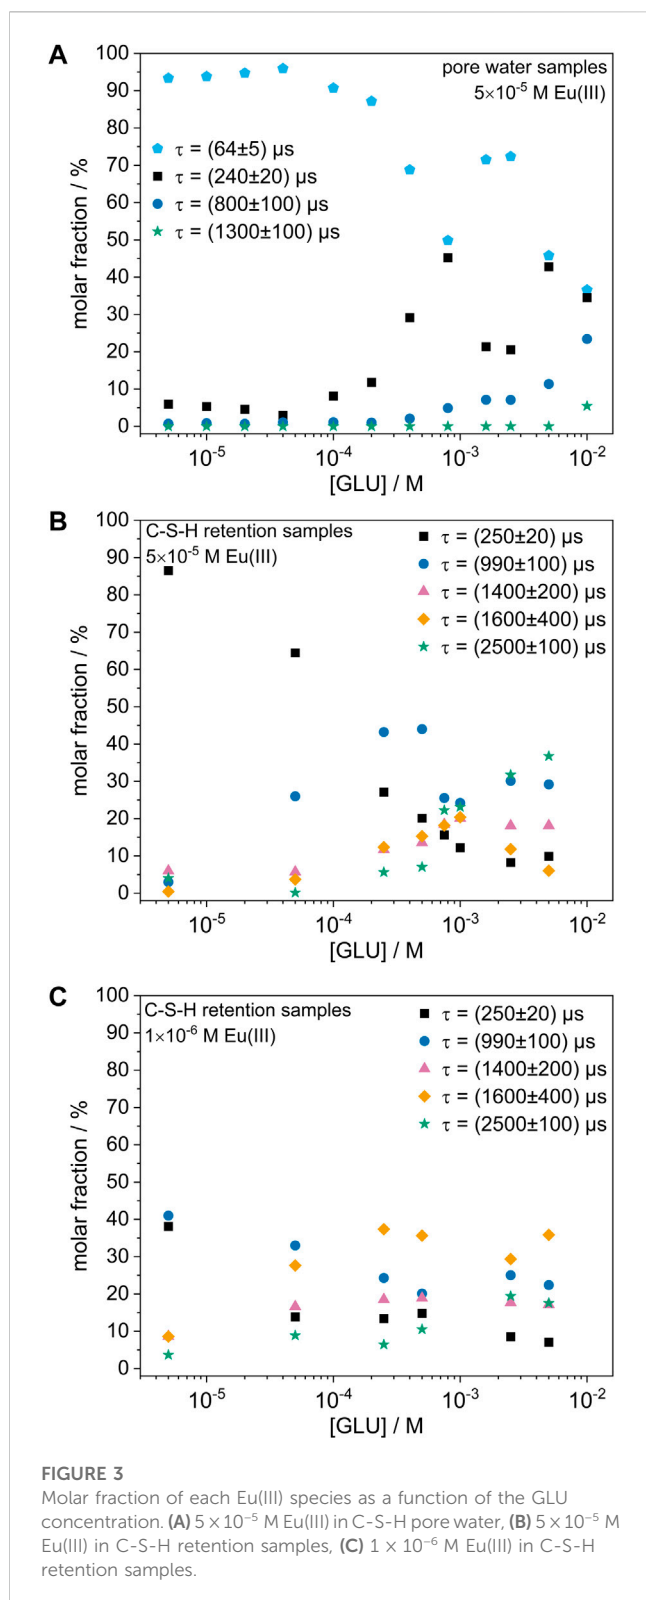 A
pore water samples
5×10⁻⁵ M Eu(III)
100
90
80
70
60
50
40
30
20
10
0
molar fraction / %
τ = (64±5) μs
τ = (240±20) μs
τ = (800±100) μs
τ = (1300±100) μs
10⁻⁵
10⁻⁴
10⁻³
10⁻²
[GLU] / M
B
C-S-H retention samples
5×10⁻⁵ M Eu(III)
100
90
80
70
60
50
40
30
20
10
0
molar fraction / %
τ = (250±20) μs
τ = (990±100) μs
τ = (1400±200) μs
τ = (1600±400) μs
τ = (2500±100) μs
10⁻⁵
10⁻⁴
10⁻³
10⁻²
[GLU] / M
C
C-S-H retention samples
1×10⁻⁶ M Eu(III)
100
90
80
70
60
50
40
30
20
10
0
molar fraction / %
τ = (250±20) μs
τ = (990±100) μs
τ = (1400±200) μs
τ = (1600±400) μs
τ = (2500±100) μs
10⁻⁵
10⁻⁴
10⁻³
10⁻²
[GLU] / M
FIGURE 3
Molar fraction of each Eu(III) species as a function of the GLU
concentration. (A) 5 × 10⁻⁵ M Eu(III) in C-S-H pore water, (B) 5 × 10⁻⁵ M
Eu(III) in C-S-H retention samples, (C) 1 × 10⁻⁶ M Eu(III) in C-S-H
retention samples.